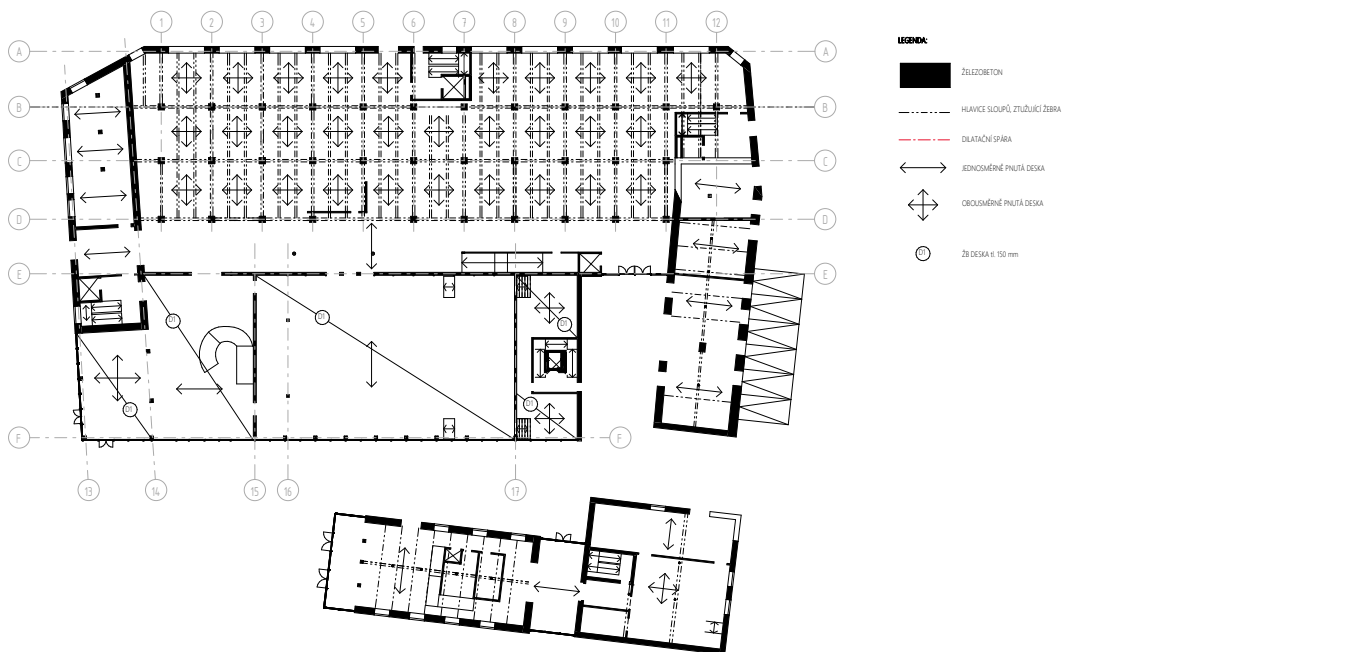 1 2 3 4 5 6 7 8 9 10 11 12
A A
B B
C C
D D
E E
D1 D1 D1
D1 D1
F F
13 14 15 16 17
LEGENDA:
ŽELEZOBETON
HLAVICE SLOUPŮ, ZTUŽUJÍCÍ ŽEBRA
DILATAČNÍ SPÁRA
JEDNOSMĚRNĚ PNUTÁ DESKA
OBOUSMĚRNĚ PNUTÁ DESKA
D1 ŽB DESKA tl. 150 mm